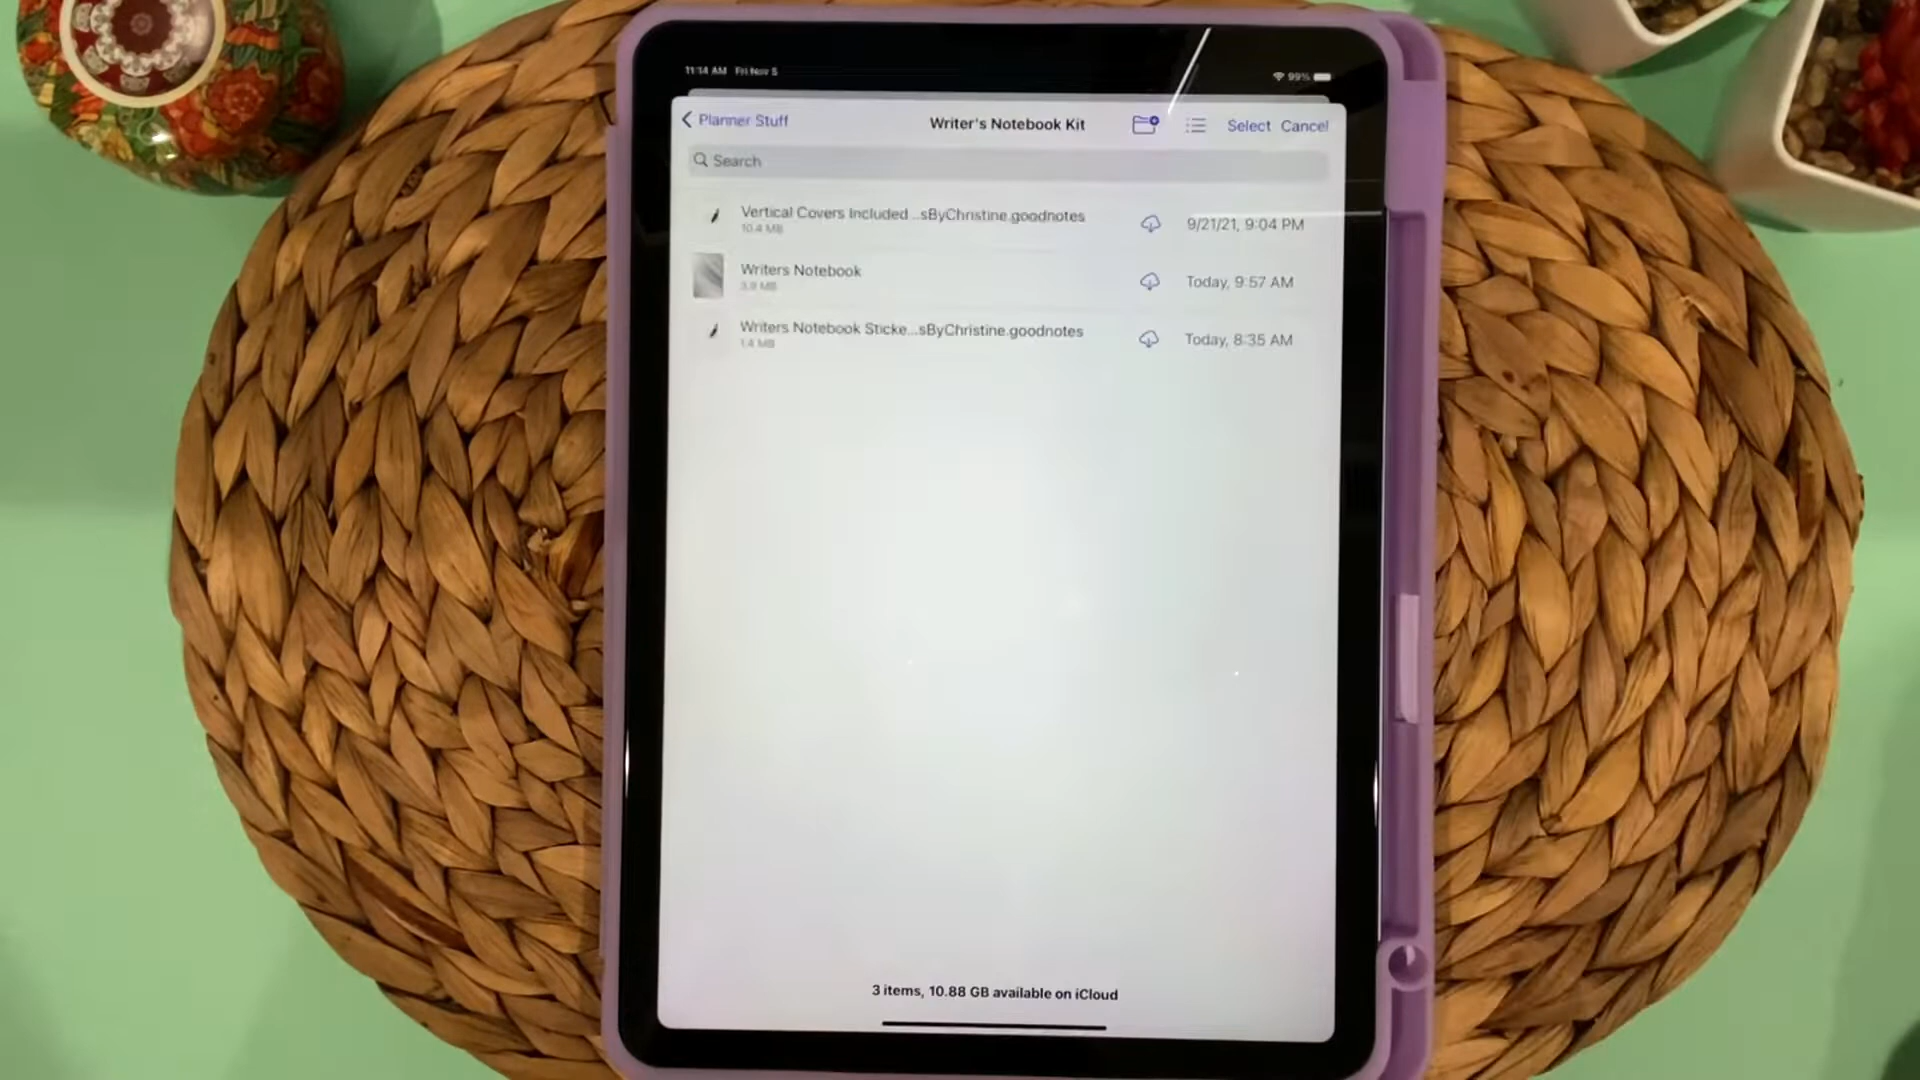 11:14 AM Fri Nov 5
99%
Planner Stuff
Writer's Notebook Kit
Select Cancel
Search
Vertical Covers Included ...sByChristine.goodnotes
10.4 MB
9/21/21, 9:04 PM
Writers Notebook
3.9 MB
Today, 9:57 AM
Writers Notebook Sticke...sByChristine.goodnotes
1.4 MB
Today, 8:35 AM
3 items, 10.88 GB available on iCloud